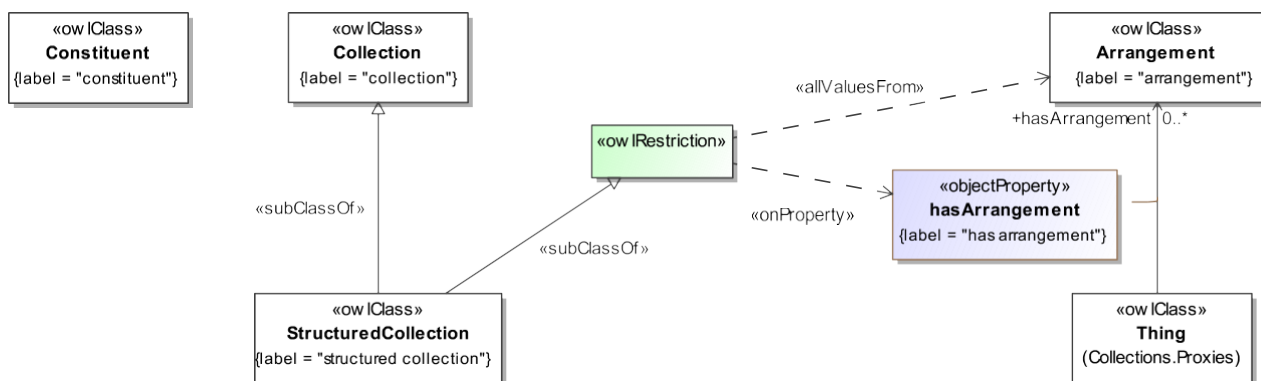 «owlClass»
Constituent
{label = "constituent"}
«owlClass»
Collection
{label = "collection"}
«owlClass»
Arrangement
{label = "arrangement"}
«allValuesFrom»
+hasArrangement 0..*
«owlRestriction»
«objectProperty»
hasArrangement
{label = "has arrangement"}
«onProperty»
«subClassOf»
«subClassOf»
«owlClass»
StructuredCollection
{label = "structured collection"}
«owlClass»
Thing
(Collections.Proxies)